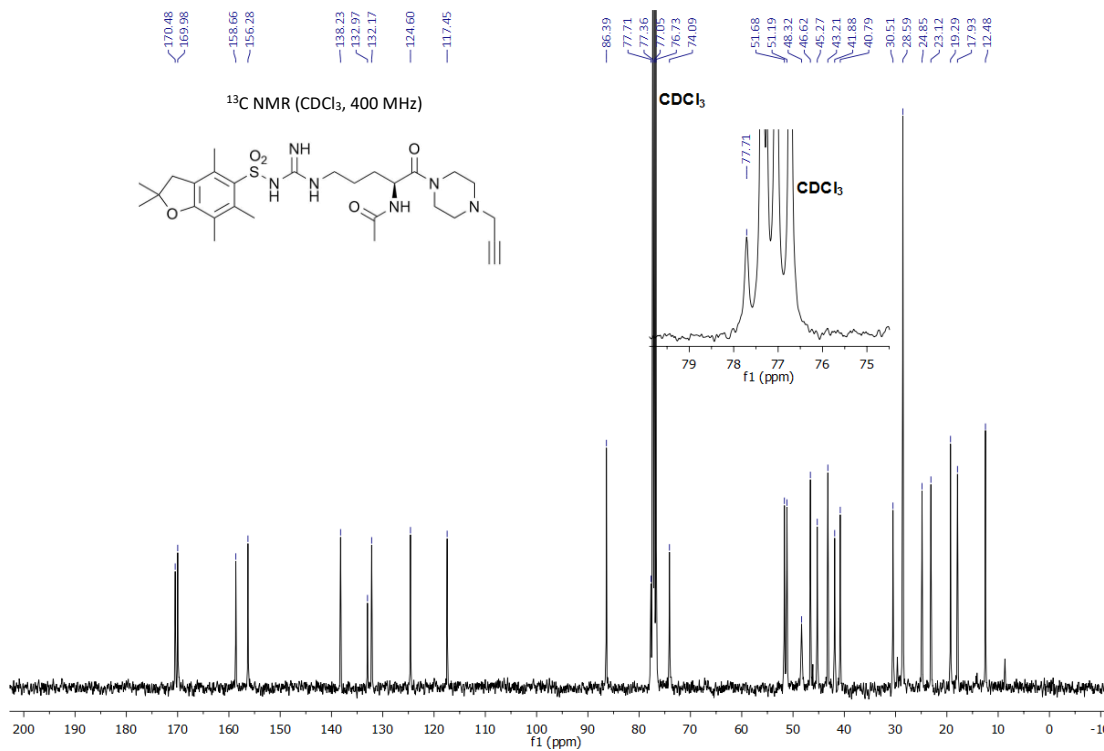 170.48
169.98
158.66
156.28
138.23
132.97
132.17
124.60
117.45
86.39
77.71
77.36
77.05
76.73
74.09
51.68
51.19
48.32
46.62
45.27
43.21
41.88
40.79
30.51
28.59
24.85
23.12
19.29
17.93
12.48
¹³C NMR (CDCl₃, 400 MHz)
CDCl₃
77.71
CDCl₃
O₂
S
NH
O
N
H
NH
N
H
O
NH
O
N
N
79 78 77 76 75
f1 (ppm)
200 190 180 170 160 150 140 130 120 110 100 90 80 70 60 50 40 30 20 10 0 -10
f1 (ppm)